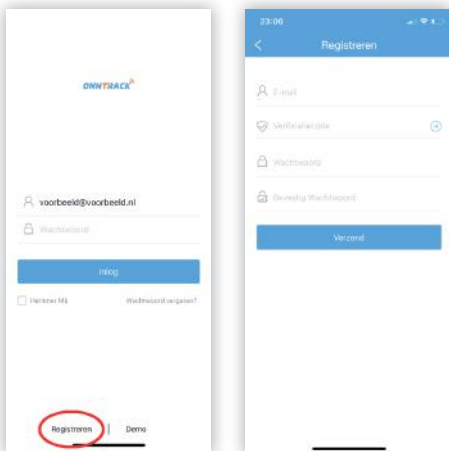 ONNTRACK
voorbeeld@voorbeeld.nl
Wachtwoord
Inlog
Herinner Mij
Wachtwoord vergeten?
Registreren | Demo
23:06
Registreren
E-mail
Verificatiecode
Wachtwoord
Bevestig Wachtwoord
Verzend